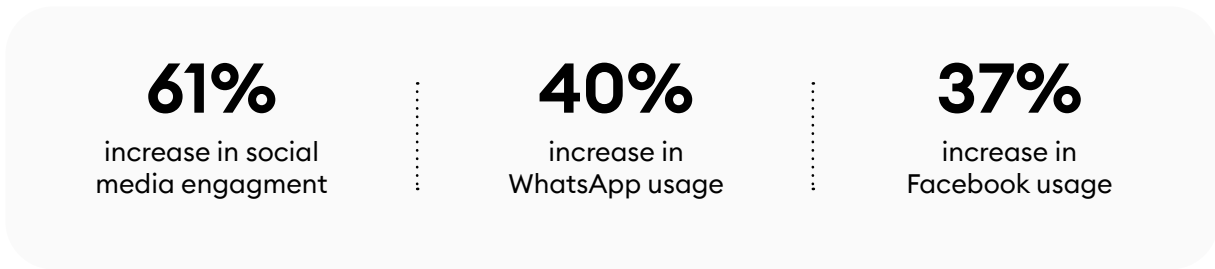 61%
increase in social
media engagment
40%
increase in
WhatsApp usage
37%
increase in
Facebook usage